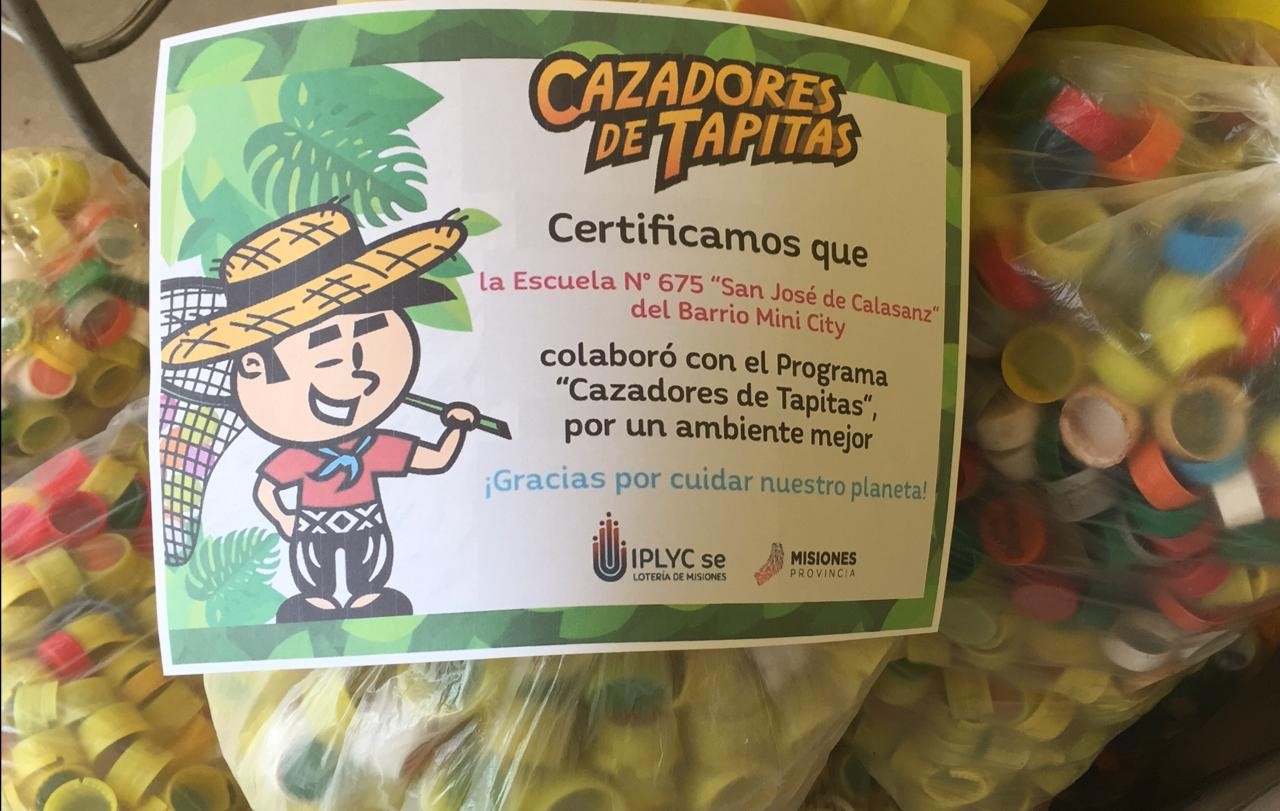 CAZADORES
DE TAPITAS
Certificamos que
la Escuela N° 675 “San José de Calasanz“
del Barrio Mini City
colaboró con el Programa
“Cazadores de Tapitas“,
por un ambiente mejor
¡Gracias por cuidar nuestro planeta!
IPLYC se
LOTERÍA DE MISIONES
MISIONES
PROVINCIA